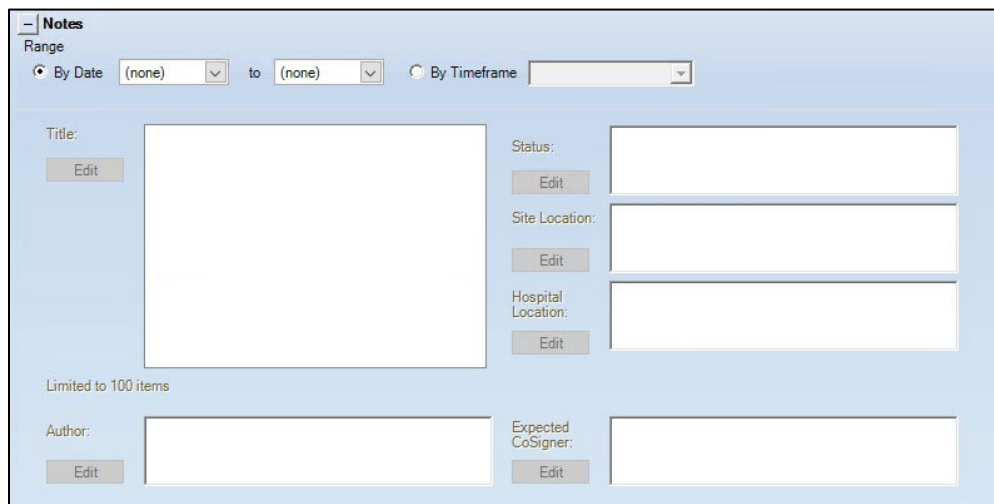 Notes
Range
By Date (none) to (none) By Timeframe
Title:
Edit
Status:
Edit
Site Location:
Edit
Hospital
Location:
Edit
Limited to 100 items
Author:
Edit
Expected
CoSigner:
Edit